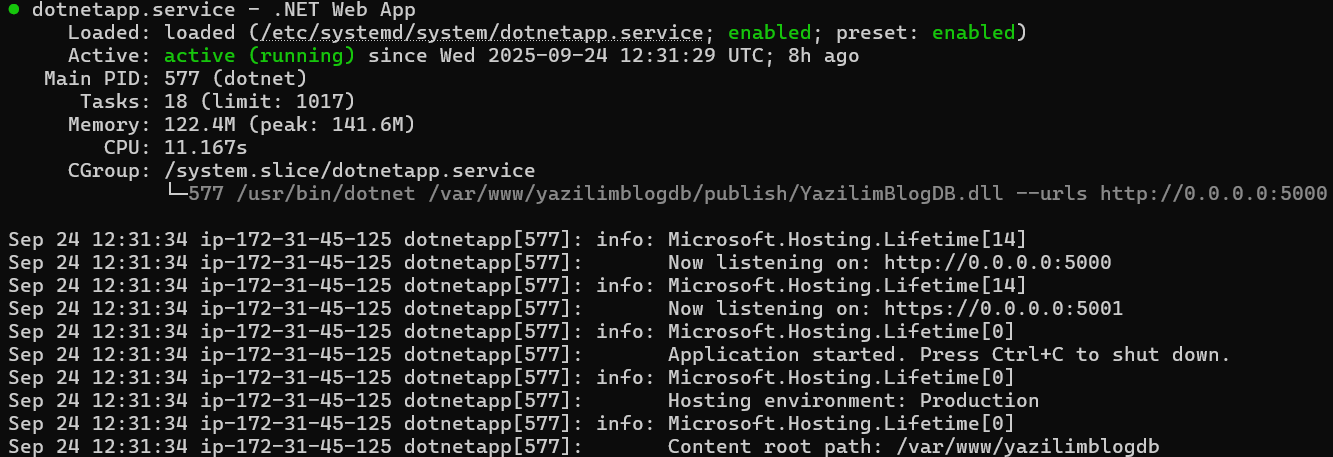 ● dotnetapp.service - .NET Web App
Loaded: loaded (/etc/systemd/system/dotnetapp.service; enabled; preset: enabled)
Active: active (running) since Wed 2025-09-24 12:31:29 UTC; 8h ago
Main PID: 577 (dotnet)
Tasks: 18 (limit: 1017)
Memory: 122.4M (peak: 141.6M)
CPU: 11.167s
CGroup: /system.slice/dotnetapp.service
└─577 /usr/bin/dotnet /var/www/yazilimblogdb/publish/YazilimBlogDB.dll --urls http://0.0.0.0:5000
Sep 24 12:31:34 ip-172-31-45-125 dotnetapp[577]: info: Microsoft.Hosting.Lifetime[14]
Sep 24 12:31:34 ip-172-31-45-125 dotnetapp[577]:       Now listening on: http://0.0.0.0:5000
Sep 24 12:31:34 ip-172-31-45-125 dotnetapp[577]: info: Microsoft.Hosting.Lifetime[14]
Sep 24 12:31:34 ip-172-31-45-125 dotnetapp[577]:       Now listening on: https://0.0.0.0:5001
Sep 24 12:31:34 ip-172-31-45-125 dotnetapp[577]: info: Microsoft.Hosting.Lifetime[0]
Sep 24 12:31:34 ip-172-31-45-125 dotnetapp[577]:       Application started. Press Ctrl+C to shut down.
Sep 24 12:31:34 ip-172-31-45-125 dotnetapp[577]: info: Microsoft.Hosting.Lifetime[0]
Sep 24 12:31:34 ip-172-31-45-125 dotnetapp[577]:       Hosting environment: Production
Sep 24 12:31:34 ip-172-31-45-125 dotnetapp[577]: info: Microsoft.Hosting.Lifetime[0]
Sep 24 12:31:34 ip-172-31-45-125 dotnetapp[577]:       Content root path: /var/www/yazilimblogdb